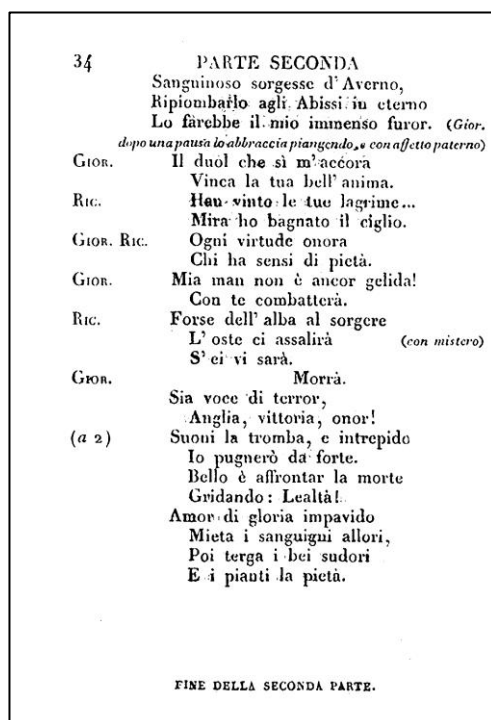 34 PARTE SECONDA
Sanguinoso sorgesse d'Averno,
Ripiombarlo agli Abissi in eterno
Lo farebbe il mio immenso furor. (Gior.
dopo una pausa lo abbraccia piangendo, e con affetto paterno)
GIOR. Il duol che sì m'accora
Vinca la tua bell' anima.
RIC. Han vinto le tue lagrime...
Mira ho bagnato il ciglio.
GIOR. RIC. Ogni virtude onora
Chi ha sensi di pietà.
GIOR. Mia man non è ancor gelida!
Con te combatterà.
RIC. Forse dell' alba al sorgere
L' oste ci assalirà (con mistero)
S' ei vi sarà.
GIOR. Morrà.
Sia voce di terror,
Anglia, vittoria, onor!
(a 2) Suoni la tromba, e intrepido
Io pugnerò da forte.
Bello è affrontar la morte
Gridando: Lealtà!
Amor di gloria impavido
Mieta i sanguigni allori,
Poi terga i bei sudori
E i pianti la pietà.
FINE DELLA SECONDA PARTE.